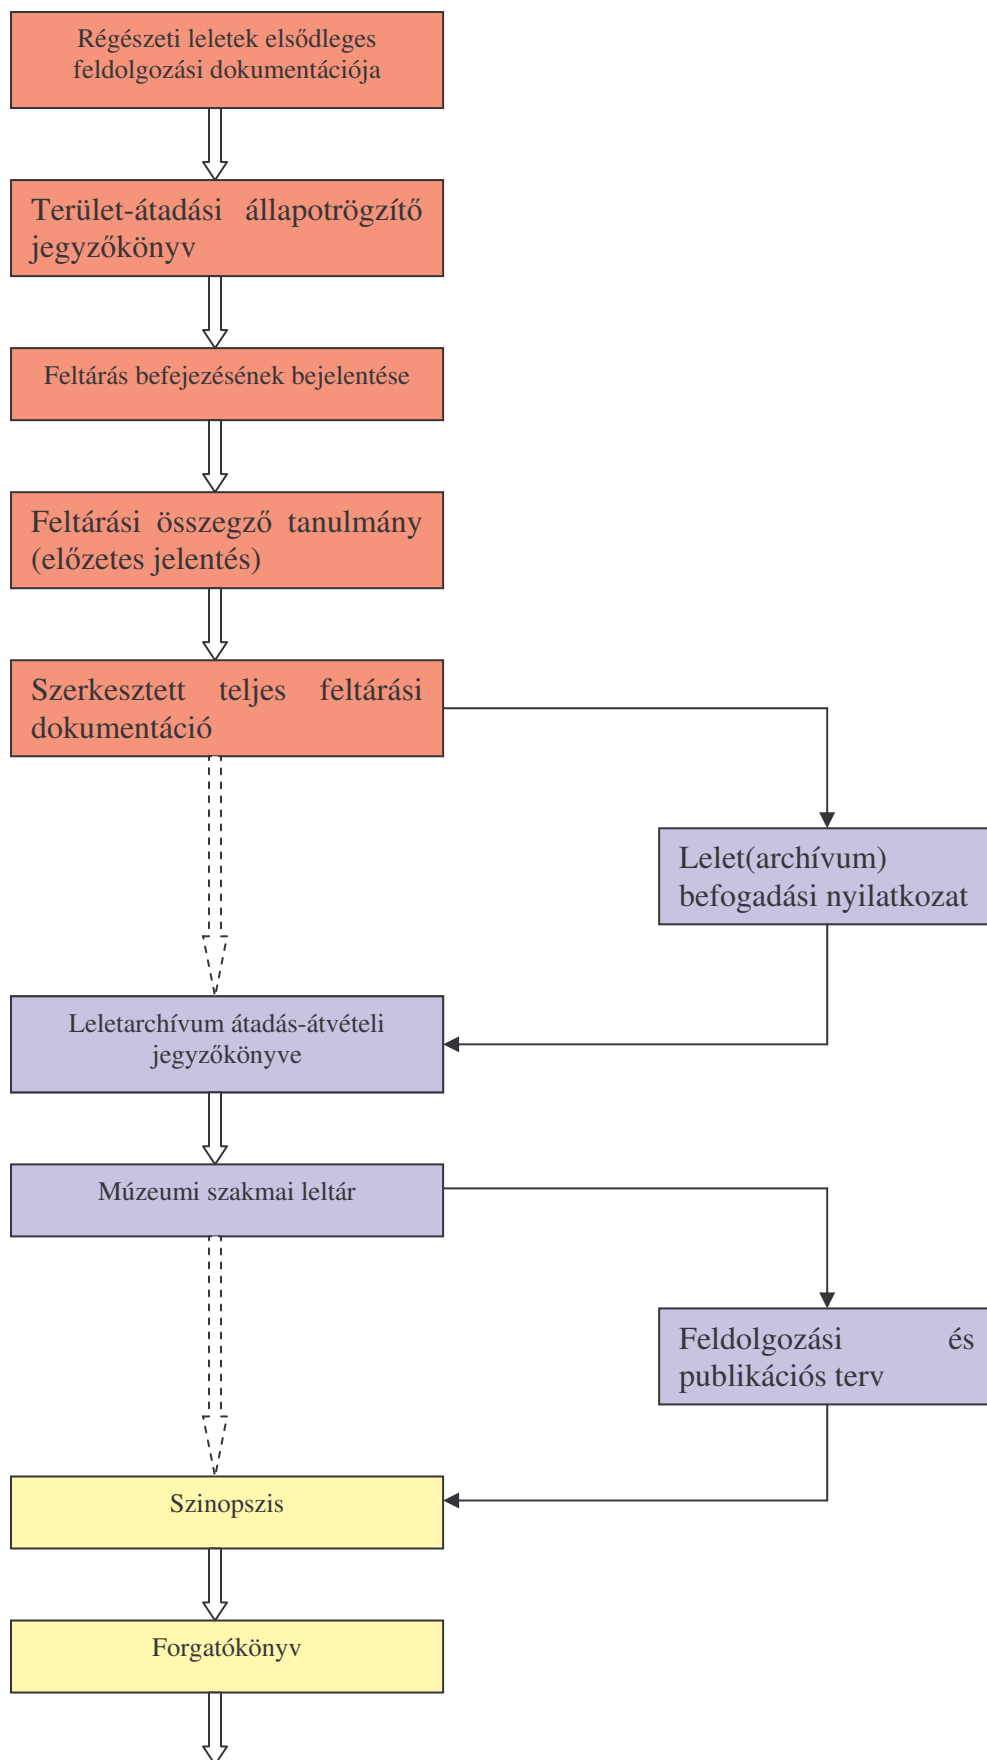 Régészeti leletek elsődleges
feldolgozási dokumentációja
Terület-átadási állapotrögzítő
jegyzőkönyv
Feltárás befejezésének bejelentése
Feltárási összegző tanulmány
(előzetes jelentés)
Szerkesztett teljes feltárási
dokumentáció
Lelet(archívum)
befogadási nyilatkozat
Leletarchívum átadás-átvételi
jegyzőkönyve
Múzeumi szakmai leltár
Feldolgozási és
publikációs terv
Szinopszis
Forgatókönyv